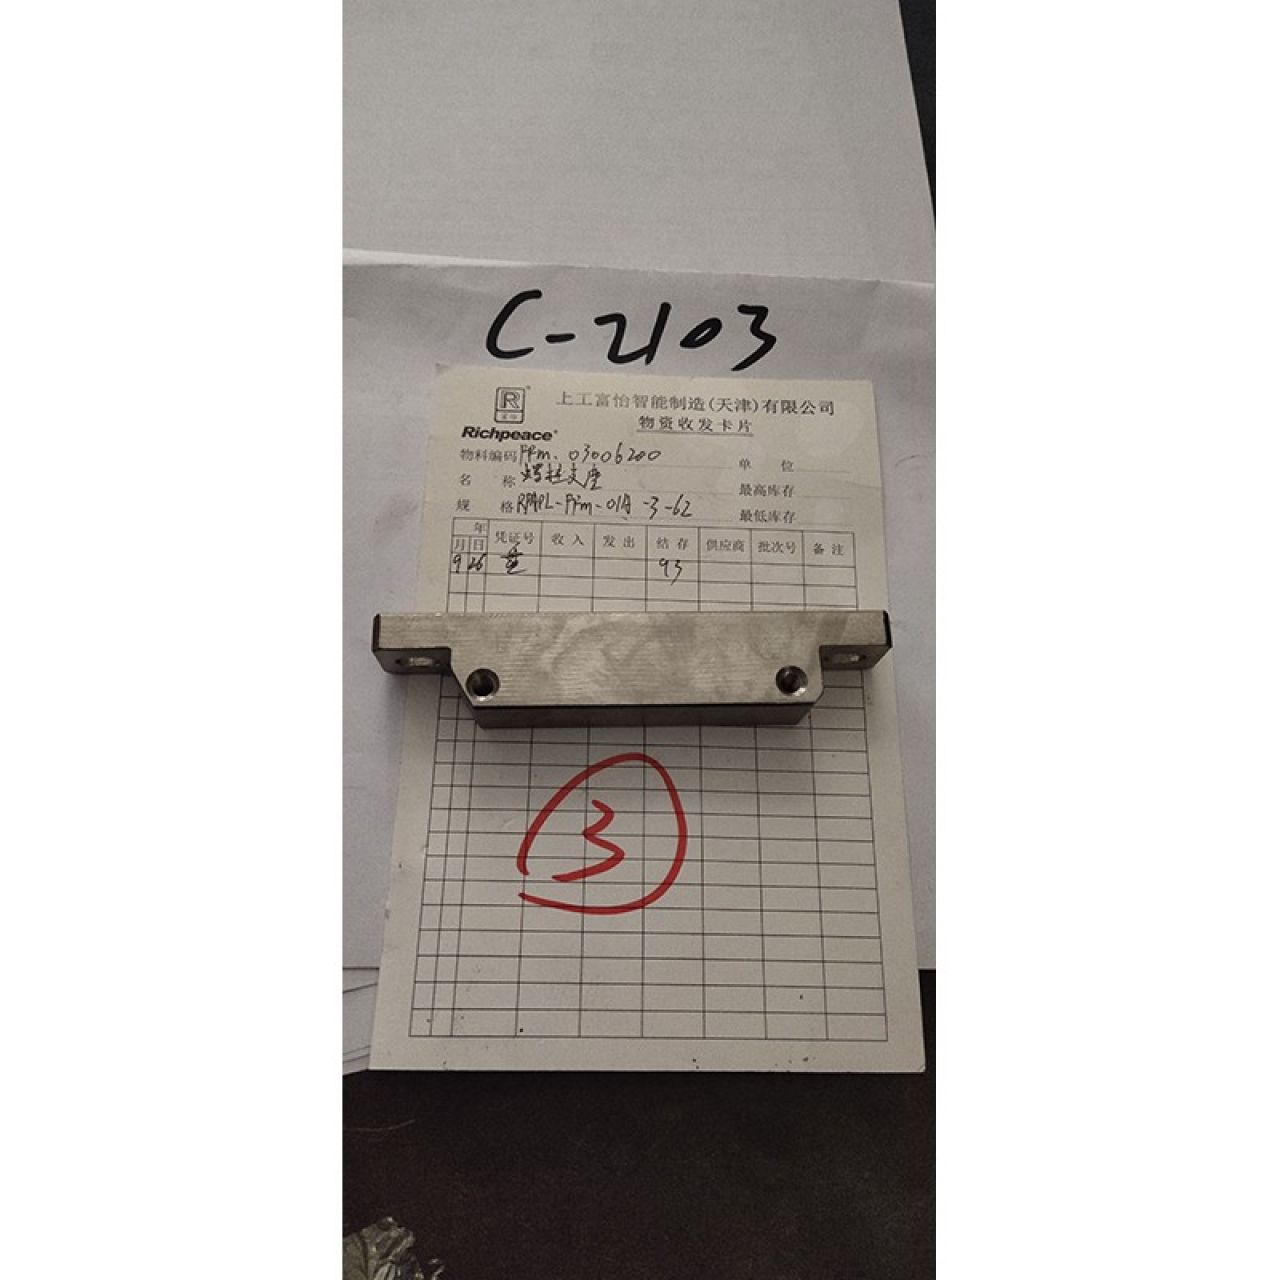 C-2103
R
上工富怡智能制造(天津)有限公司
物资收发卡片
Richpeace
物料编码 PPm.03006200 单 位
名 称 螺柱支座 最高库存
规 格 RPAPL-PPm-01A-3-62 最低库存
年 凭证号 收入 发出 结存 供应商 批次号 备注
月 日
9 26 93
3